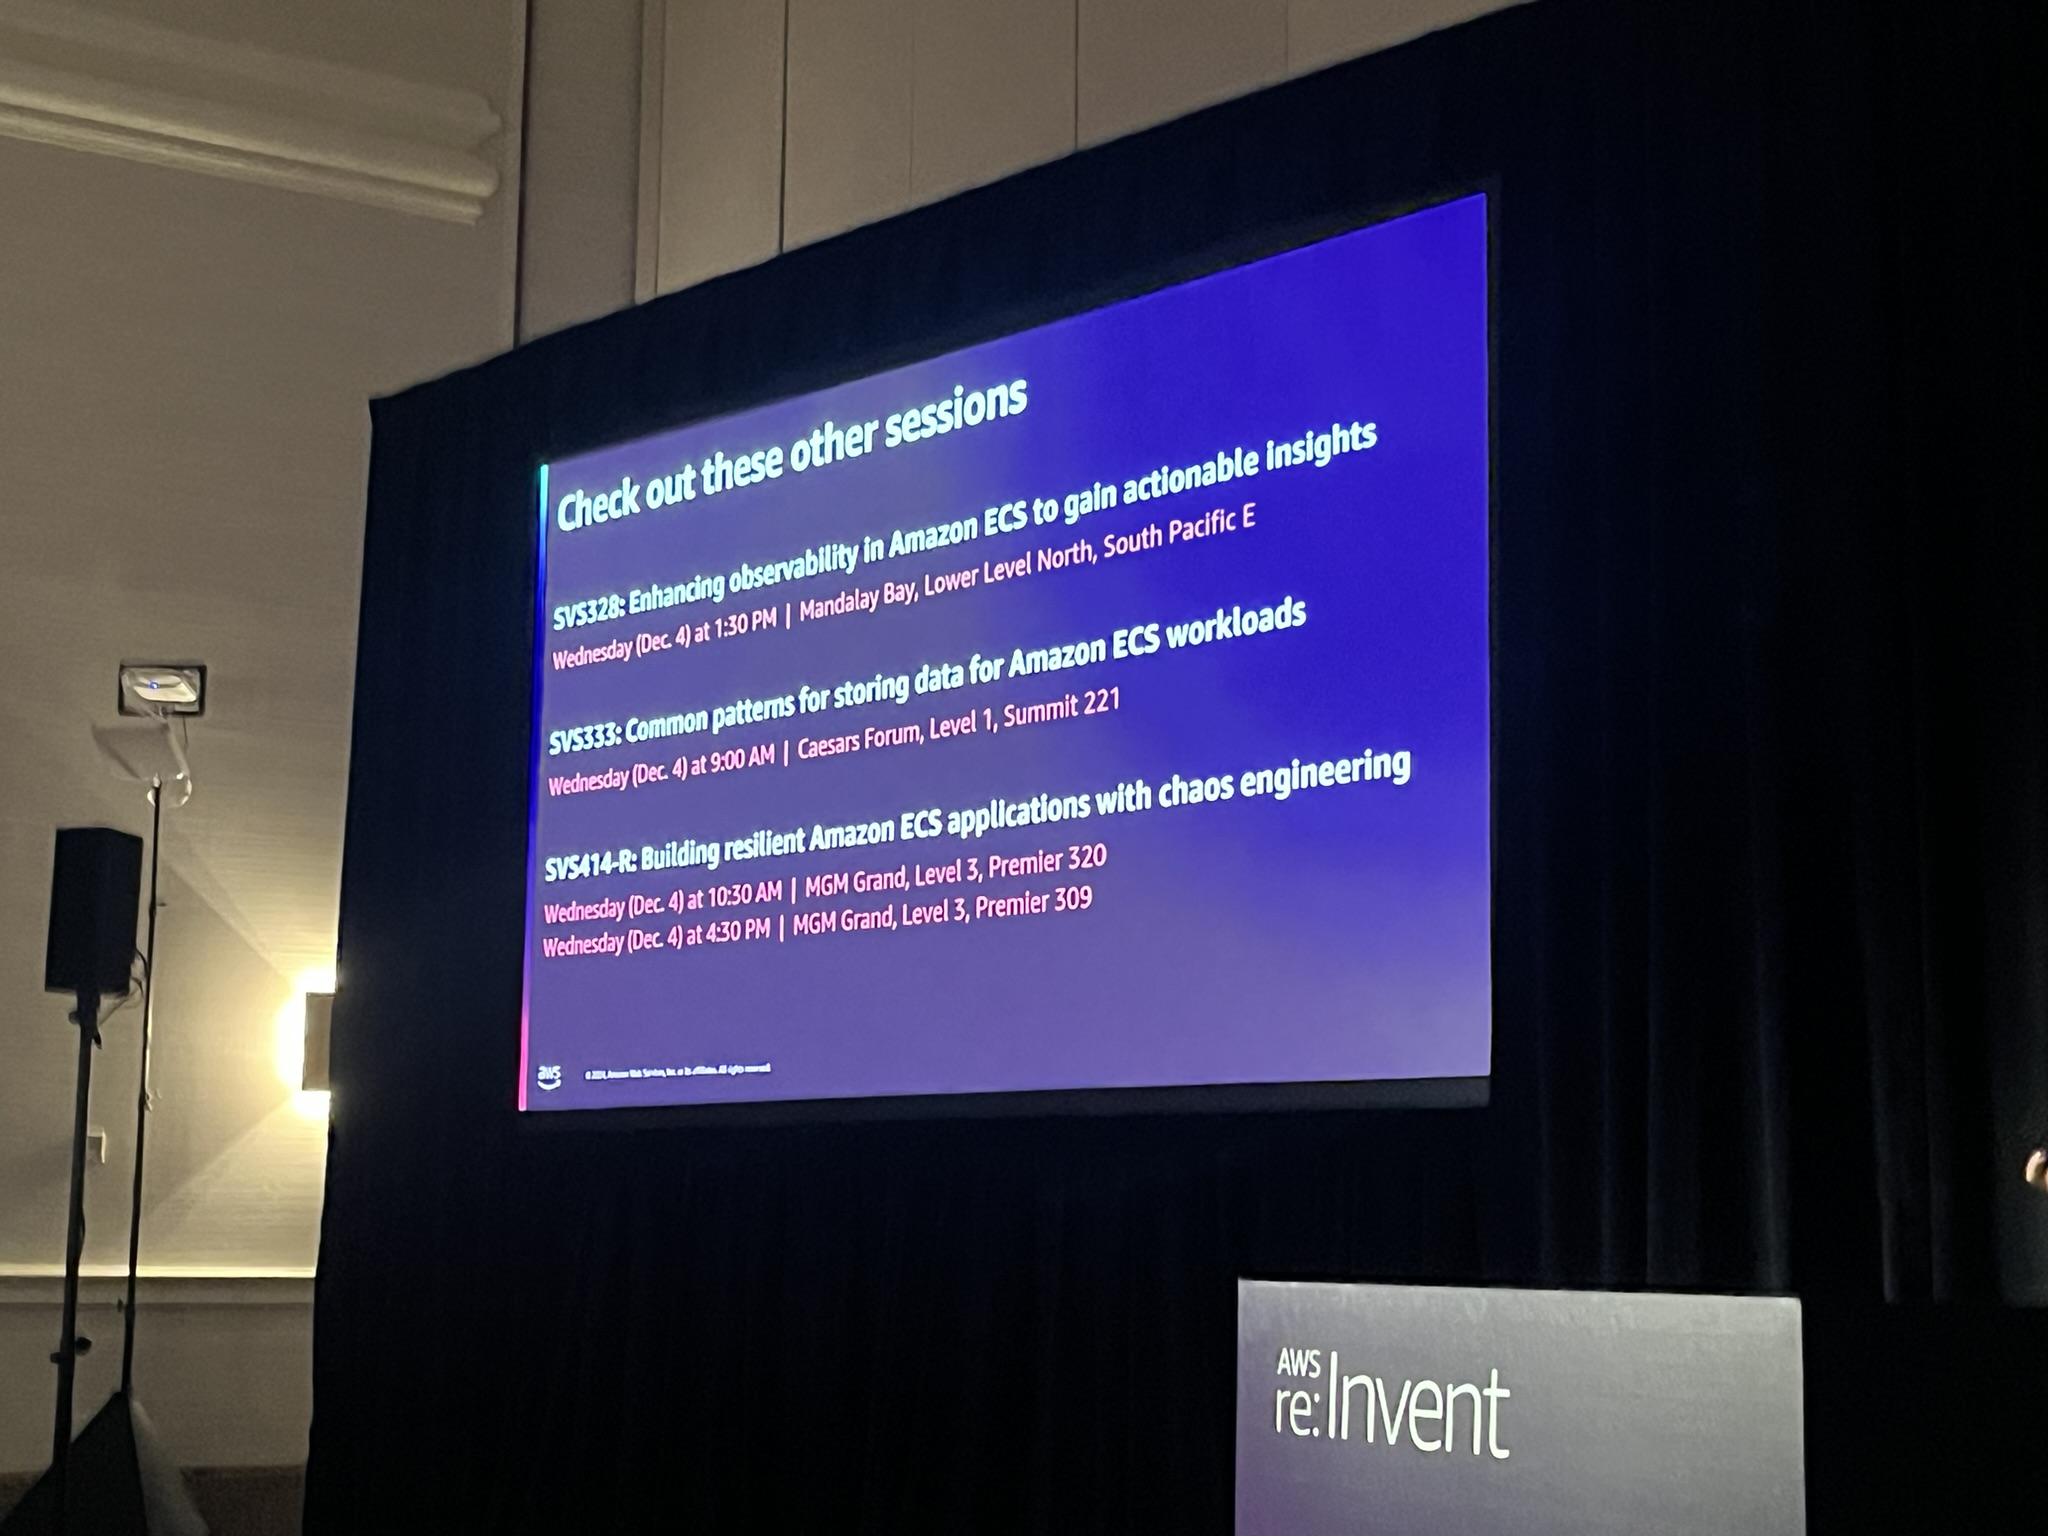 Check out these other sessions
SVS328: Enhancing observability in Amazon ECS to gain actionable insights
Wednesday (Dec. 4) at 1:30 PM | Mandalay Bay, Lower Level North, South Pacific E
SVS333: Common patterns for storing data for Amazon ECS workloads
Wednesday (Dec. 4) at 9:00 AM | Caesars Forum, Level 1, Summit 221
SVS414-R: Building resilient Amazon ECS applications with chaos engineering
Wednesday (Dec. 4) at 10:30 AM | MGM Grand, Level 3, Premier 320
Wednesday (Dec. 4) at 4:30 PM | MGM Grand, Level 3, Premier 309
aws
© 2024, Amazon Web Services, Inc. or its affiliates. All rights reserved.
AWS
re:Invent